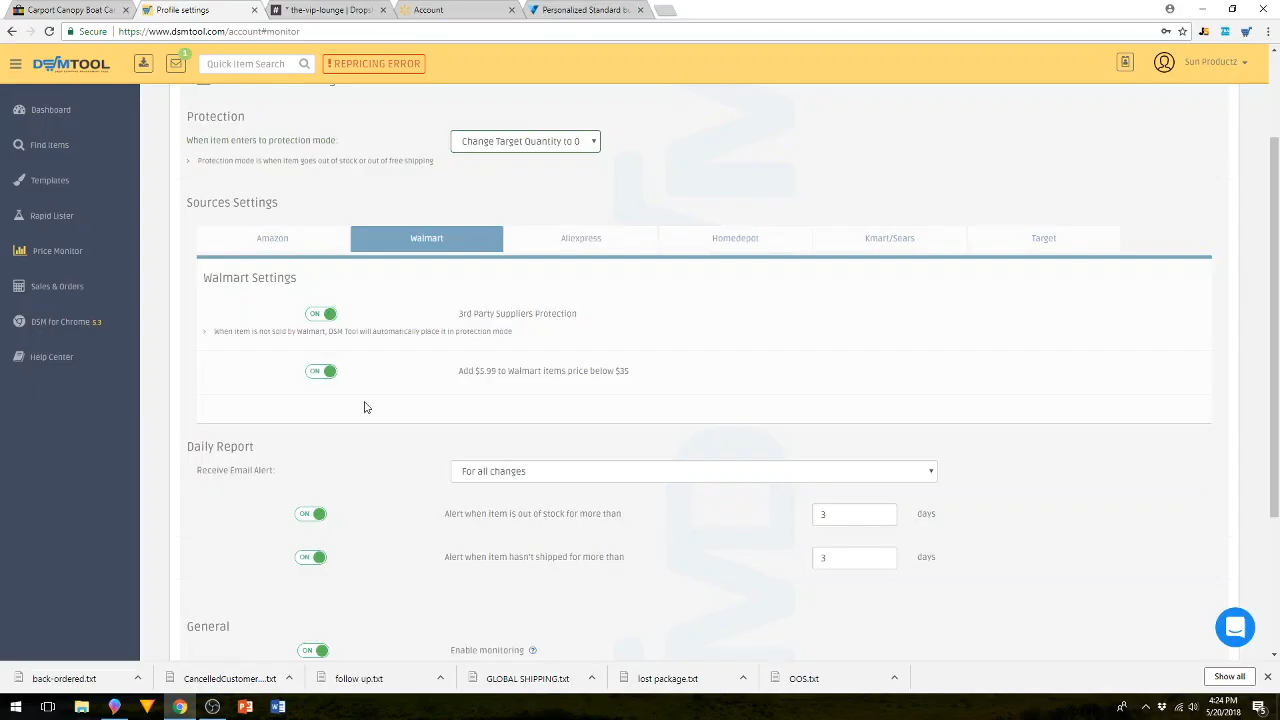 Carport Canopy Boat Car
Profile settings
* the-vip-lounge | Drops
Account
Personalized Standard b
Secure
https://www.dsmtool.com/account#monitor
DSMTOOL
1
Quick Item Search
! REPRICING ERROR
Sun Productz
Dashboard
Find Items
Templates
Rapid Lister
Price Monitor
Sales & Orders
DSM for Chrome 5.3
Help Center
Protection
When item enters to protection mode:
Change Target Quantity to 0
Protection mode is when item goes out of stock or out of free shipping
Sources Settings
Amazon
Walmart
Aliexpress
Homedepot
Kmart/Sears
Target
Walmart Settings
ON
3rd Party Suppliers Protection
When item is not sold by Walmart, DSM Tool will automatically place it in protection mode
ON
Add $5.99 to Walmart items price below $35
Daily Report
Receive Email Alert:
For all changes
ON
Alert when item is out of stock for more than
3
days
ON
Alert when item hasn't shipped for more than
3
days
General
ON
Enable monitoring
back-ordered.txt
CancelledCustomer....txt
follow up.txt
GLOBAL SHIPPING.txt
lost package.txt
OOS.txt
Show all
4:24 PM
5/20/2018